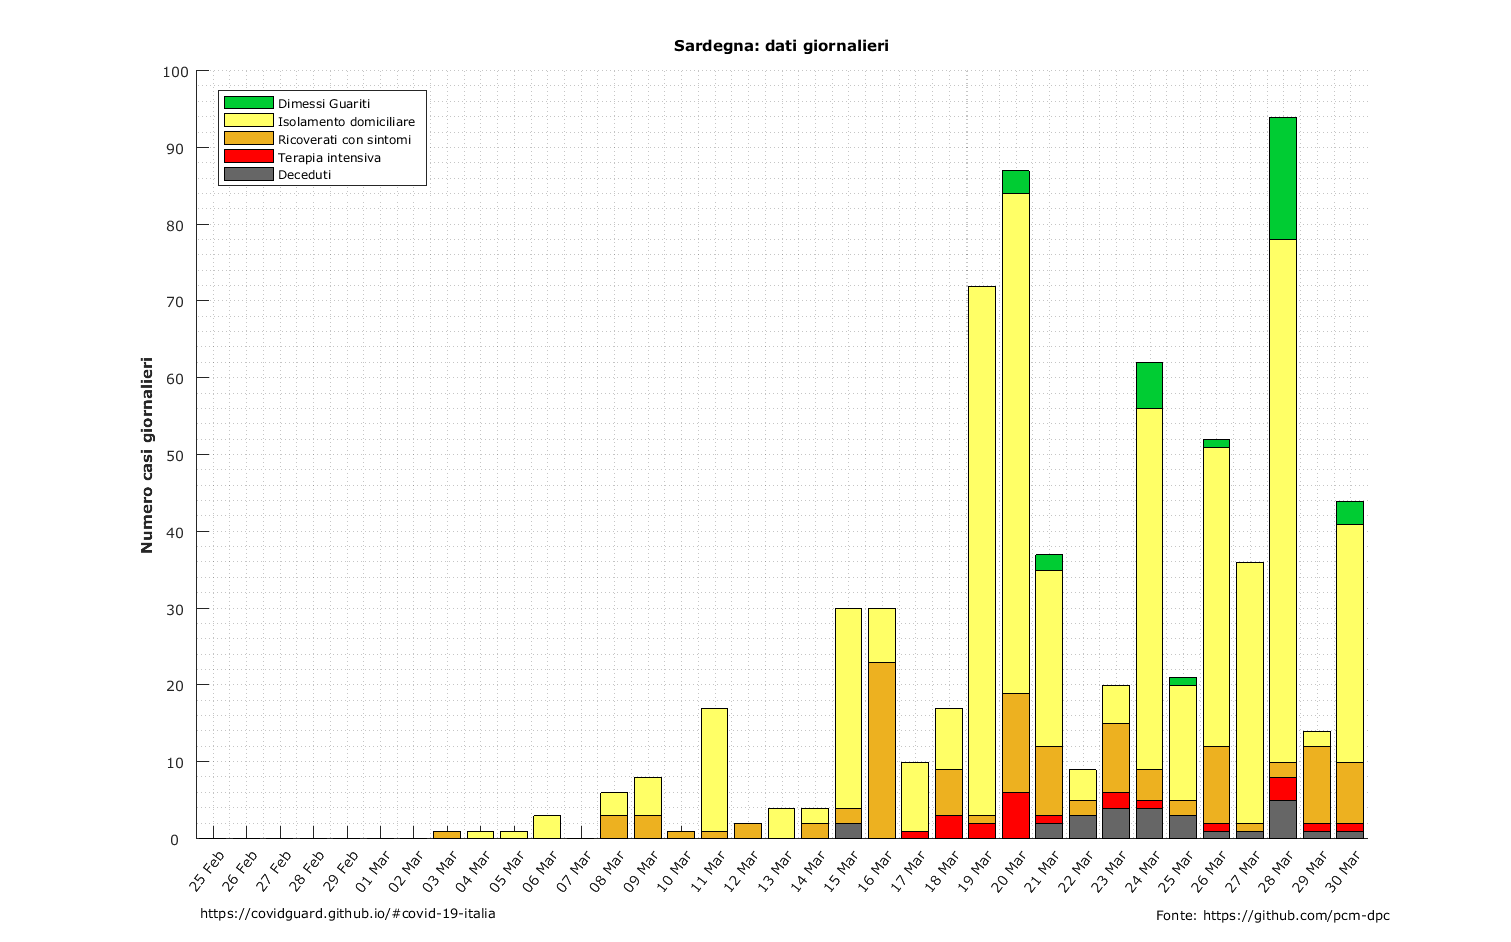 Sardegna: dati giornalieri
Numero casi giornalieri
100
90
80
70
60
50
40
30
20
10
0
Dimessi Guariti
Isolamento domiciliare
Ricoverati con sintomi
Terapia intensiva
Deceduti
25 Feb
26 Feb
27 Feb
28 Feb
29 Feb
01 Mar
02 Mar
03 Mar
04 Mar
05 Mar
06 Mar
07 Mar
08 Mar
09 Mar
10 Mar
11 Mar
12 Mar
13 Mar
14 Mar
15 Mar
16 Mar
17 Mar
18 Mar
19 Mar
20 Mar
21 Mar
22 Mar
23 Mar
24 Mar
25 Mar
26 Mar
27 Mar
28 Mar
29 Mar
30 Mar
https://covidguard.github.io/#covid-19-italia
Fonte: https://github.com/pcm-dpc